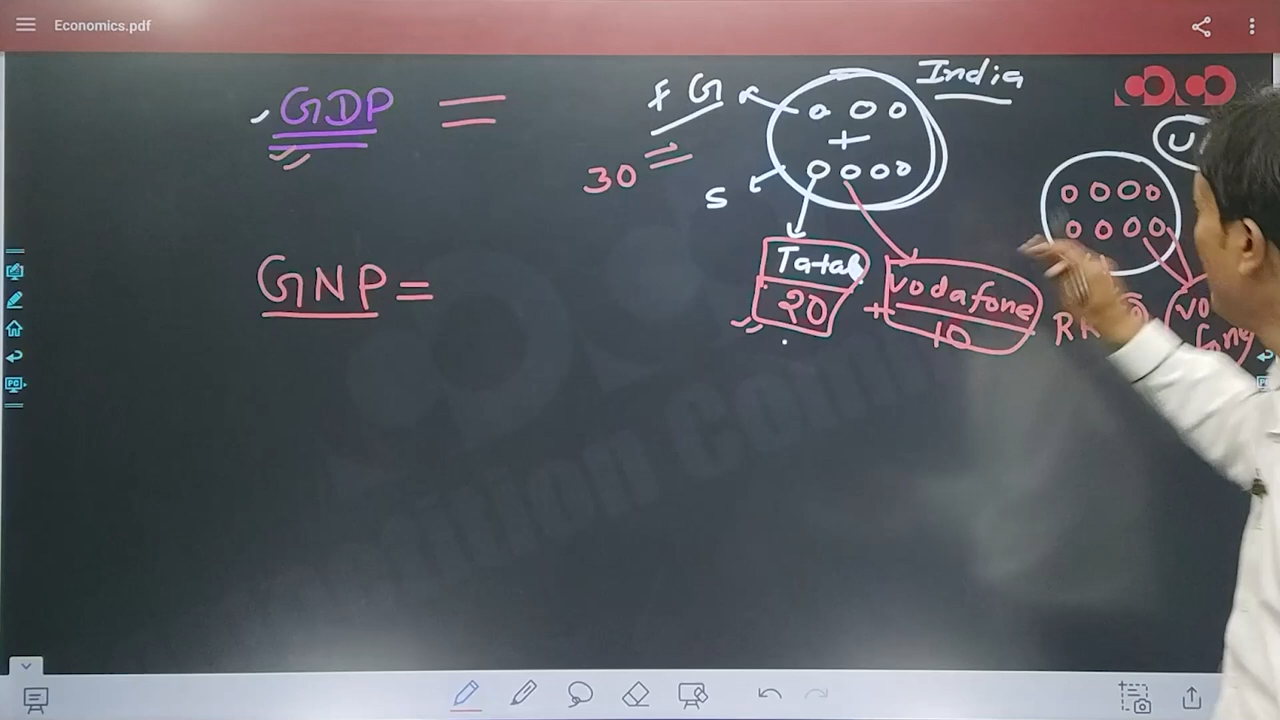 Economics.pdf
GDP =
GNP =
India
F G
30
S
Tata
20
+
vodafone
10